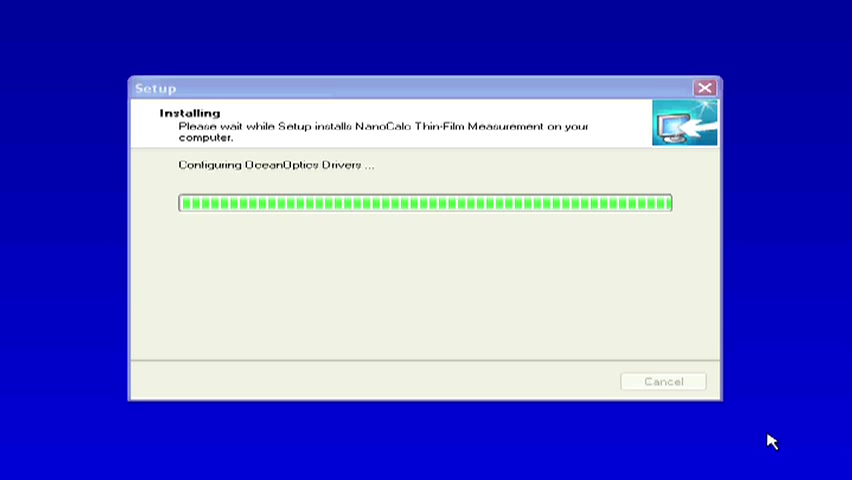 Setup
Installing
Please wait while Setup installs NanoCalc Thin-Film Measurement on your
computer.
Configuring OceanOptics Drivers ...
Cancel